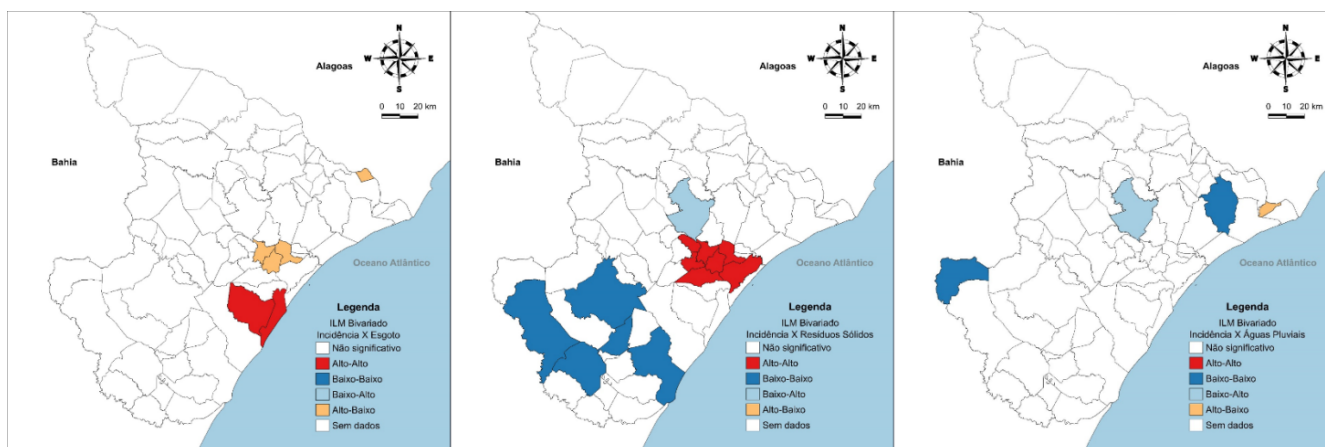 N
W E
S
Alagoas
0 10 20 km
Bahia
Oceano Atlântico
Legenda
ILM Bivariado
Incidência X Esgoto
Não significativo
Alto-Alto
Baixo-Baixo
Baixo-Alto
Alto-Baixo
Sem dados
N
W E
S
Alagoas
0 10 20 km
Bahia
Oceano Atlântico
Legenda
ILM Bivariado
Incidência X Resíduos Sólidos
Não significativo
Alto-Alto
Baixo-Baixo
Baixo-Alto
Alto-Baixo
Sem dados
N
W E
S
Alagoas
0 10 20 km
Bahia
Oceano Atlântico
Legenda
ILM Bivariado
Incidência X Águas Pluviais
Não significativo
Alto-Alto
Baixo-Baixo
Baixo-Alto
Alto-Baixo
Sem dados